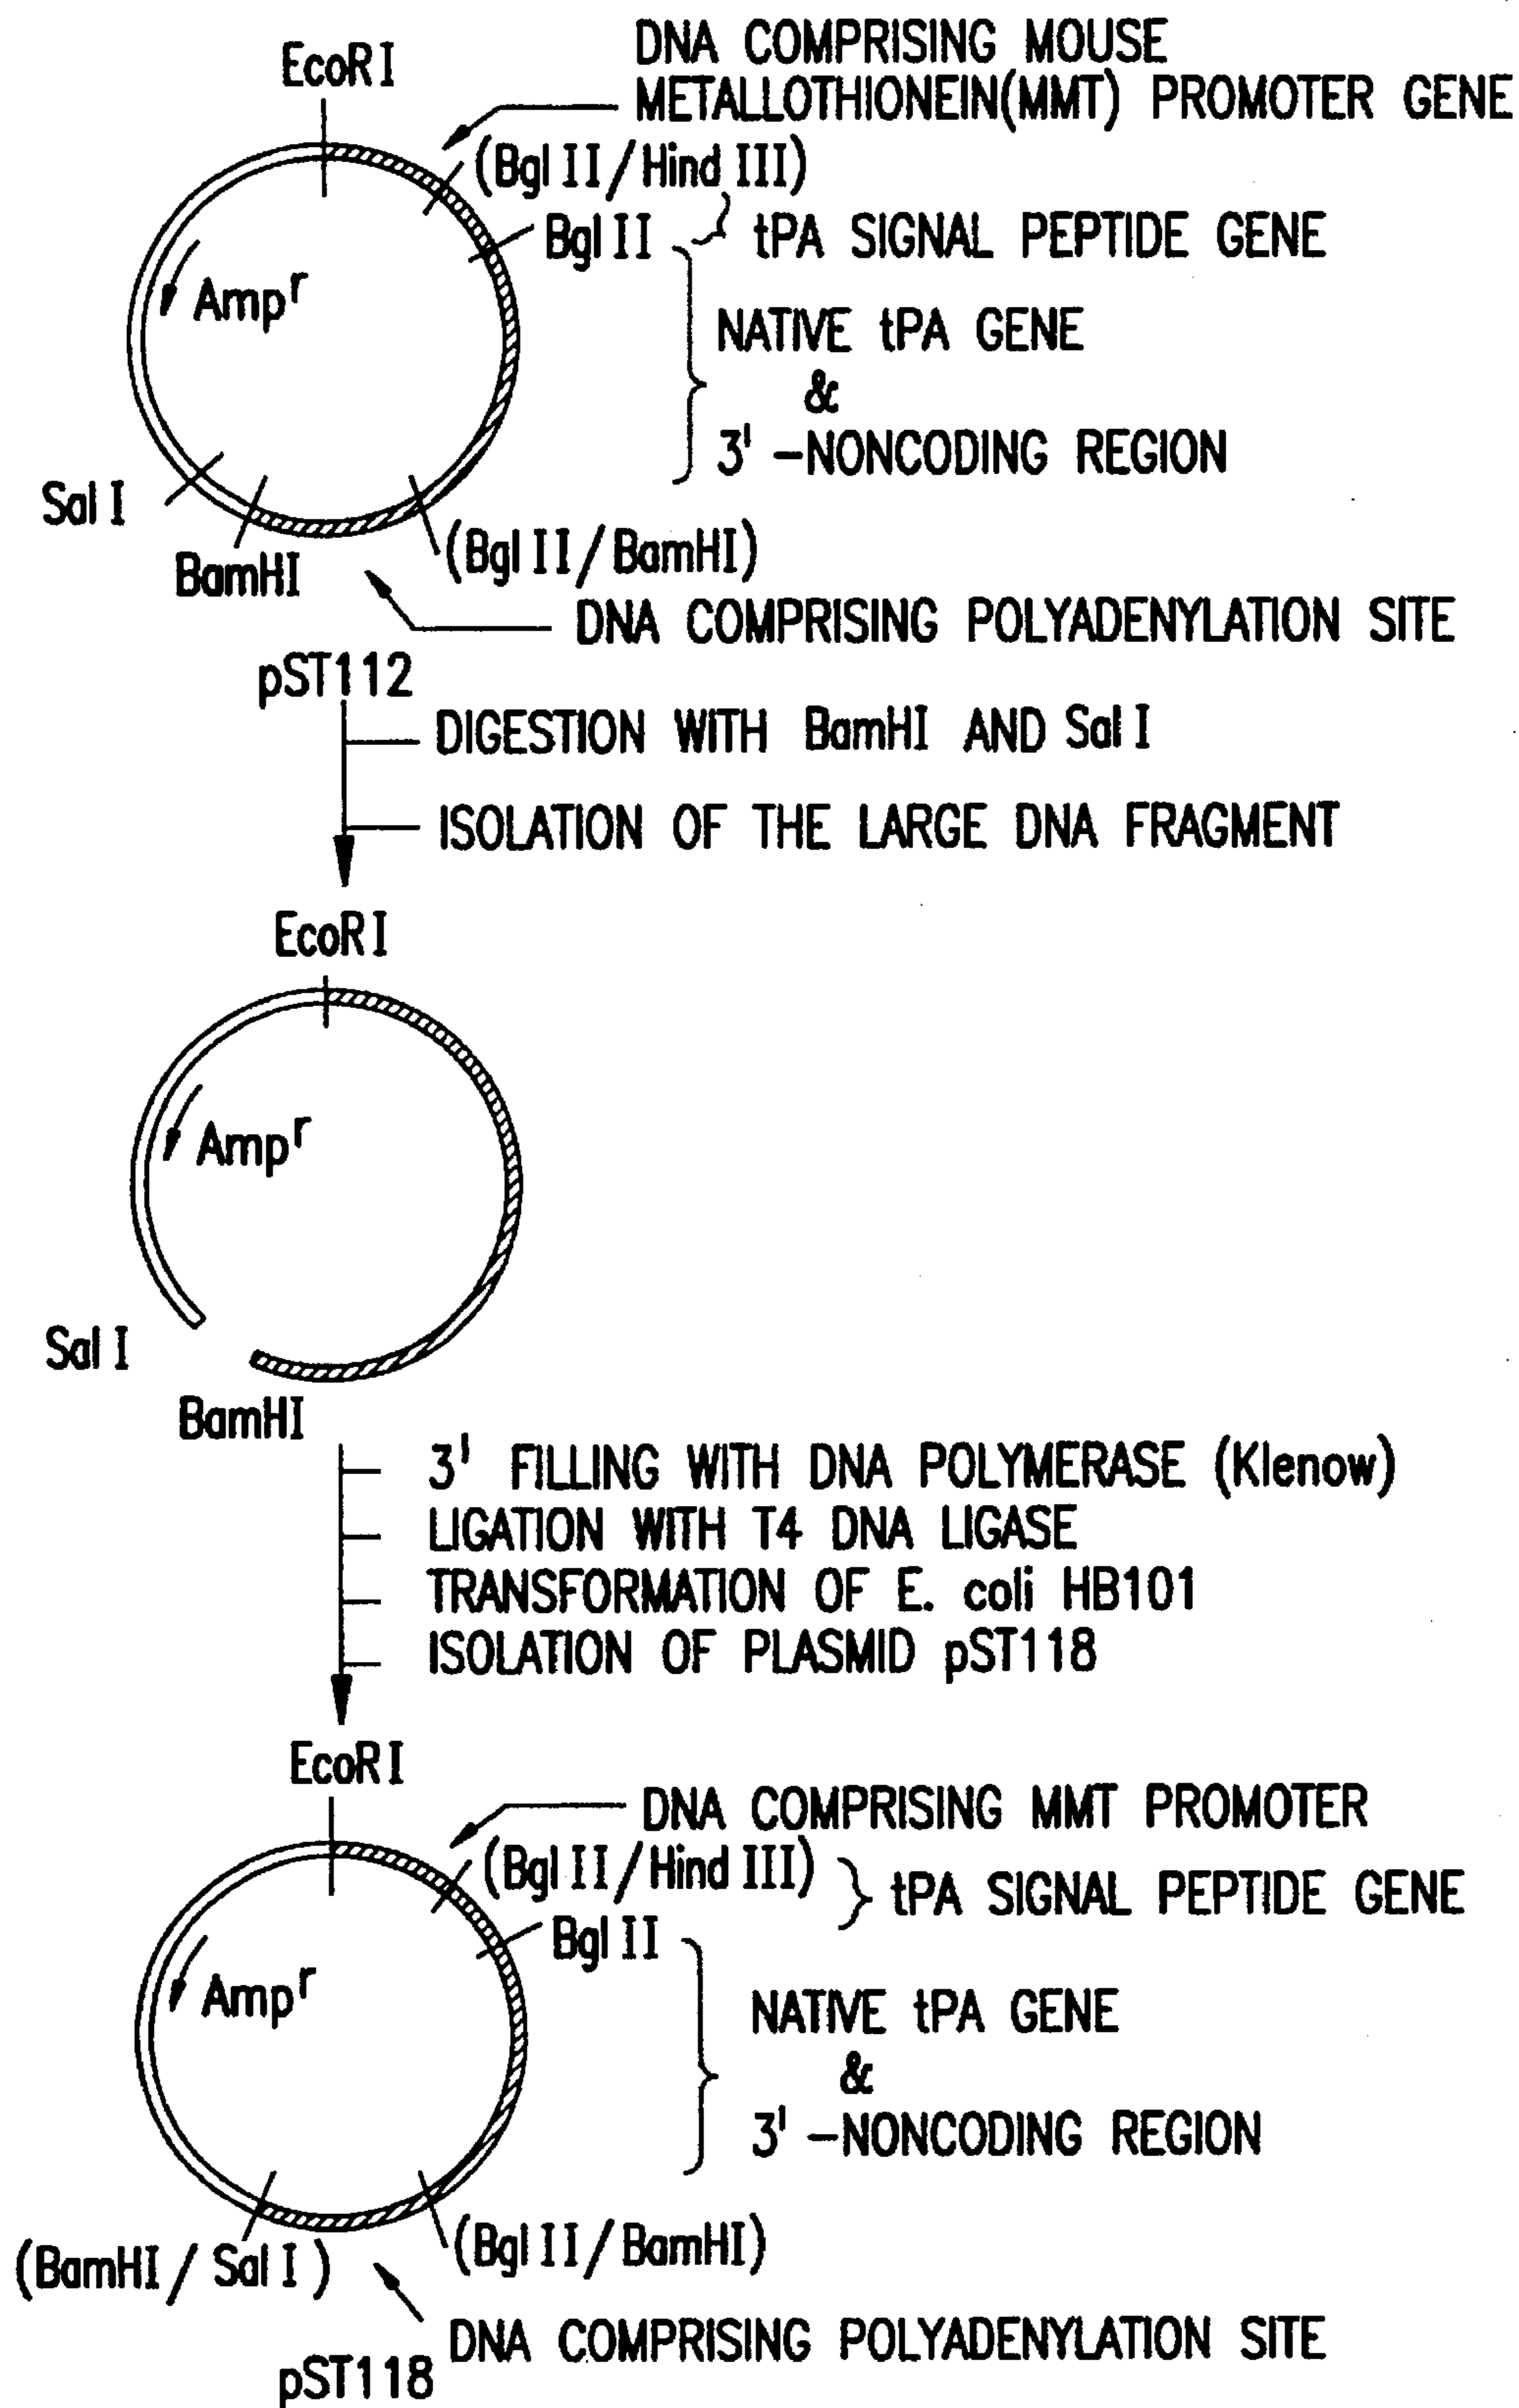 DNA COMPRISING MOUSE
METALLOTHIONEIN(MMT) PROMOTER GENE
EcoRI
(Bgl II/Hind III)
Bgl II
tPA SIGNAL PEPTIDE GENE
Amp^r
NATIVE tPA GENE
&
3' -NONCODING REGION
Sal I
BamHI
(Bgl II/BamHI)
DNA COMPRISING POLYADENYLATION SITE
pST112
DIGESTION WITH BamHI AND Sal I
ISOLATION OF THE LARGE DNA FRAGMENT
EcoRI
Amp^r
Sal I
BamHI
3' FILLING WITH DNA POLYMERASE (Klenow)
LIGATION WITH T4 DNA LIGASE
TRANSFORMATION OF E. coli HB101
ISOLATION OF PLASMID pST118
EcoRI
DNA COMPRISING MMT PROMOTER
(Bgl II/Hind III)
tPA SIGNAL PEPTIDE GENE
Bgl II
Amp^r
NATIVE tPA GENE
&
3' -NONCODING REGION
(BamHI/Sal I)
(Bgl II/BamHI)
DNA COMPRISING POLYADENYLATION SITE
pST118